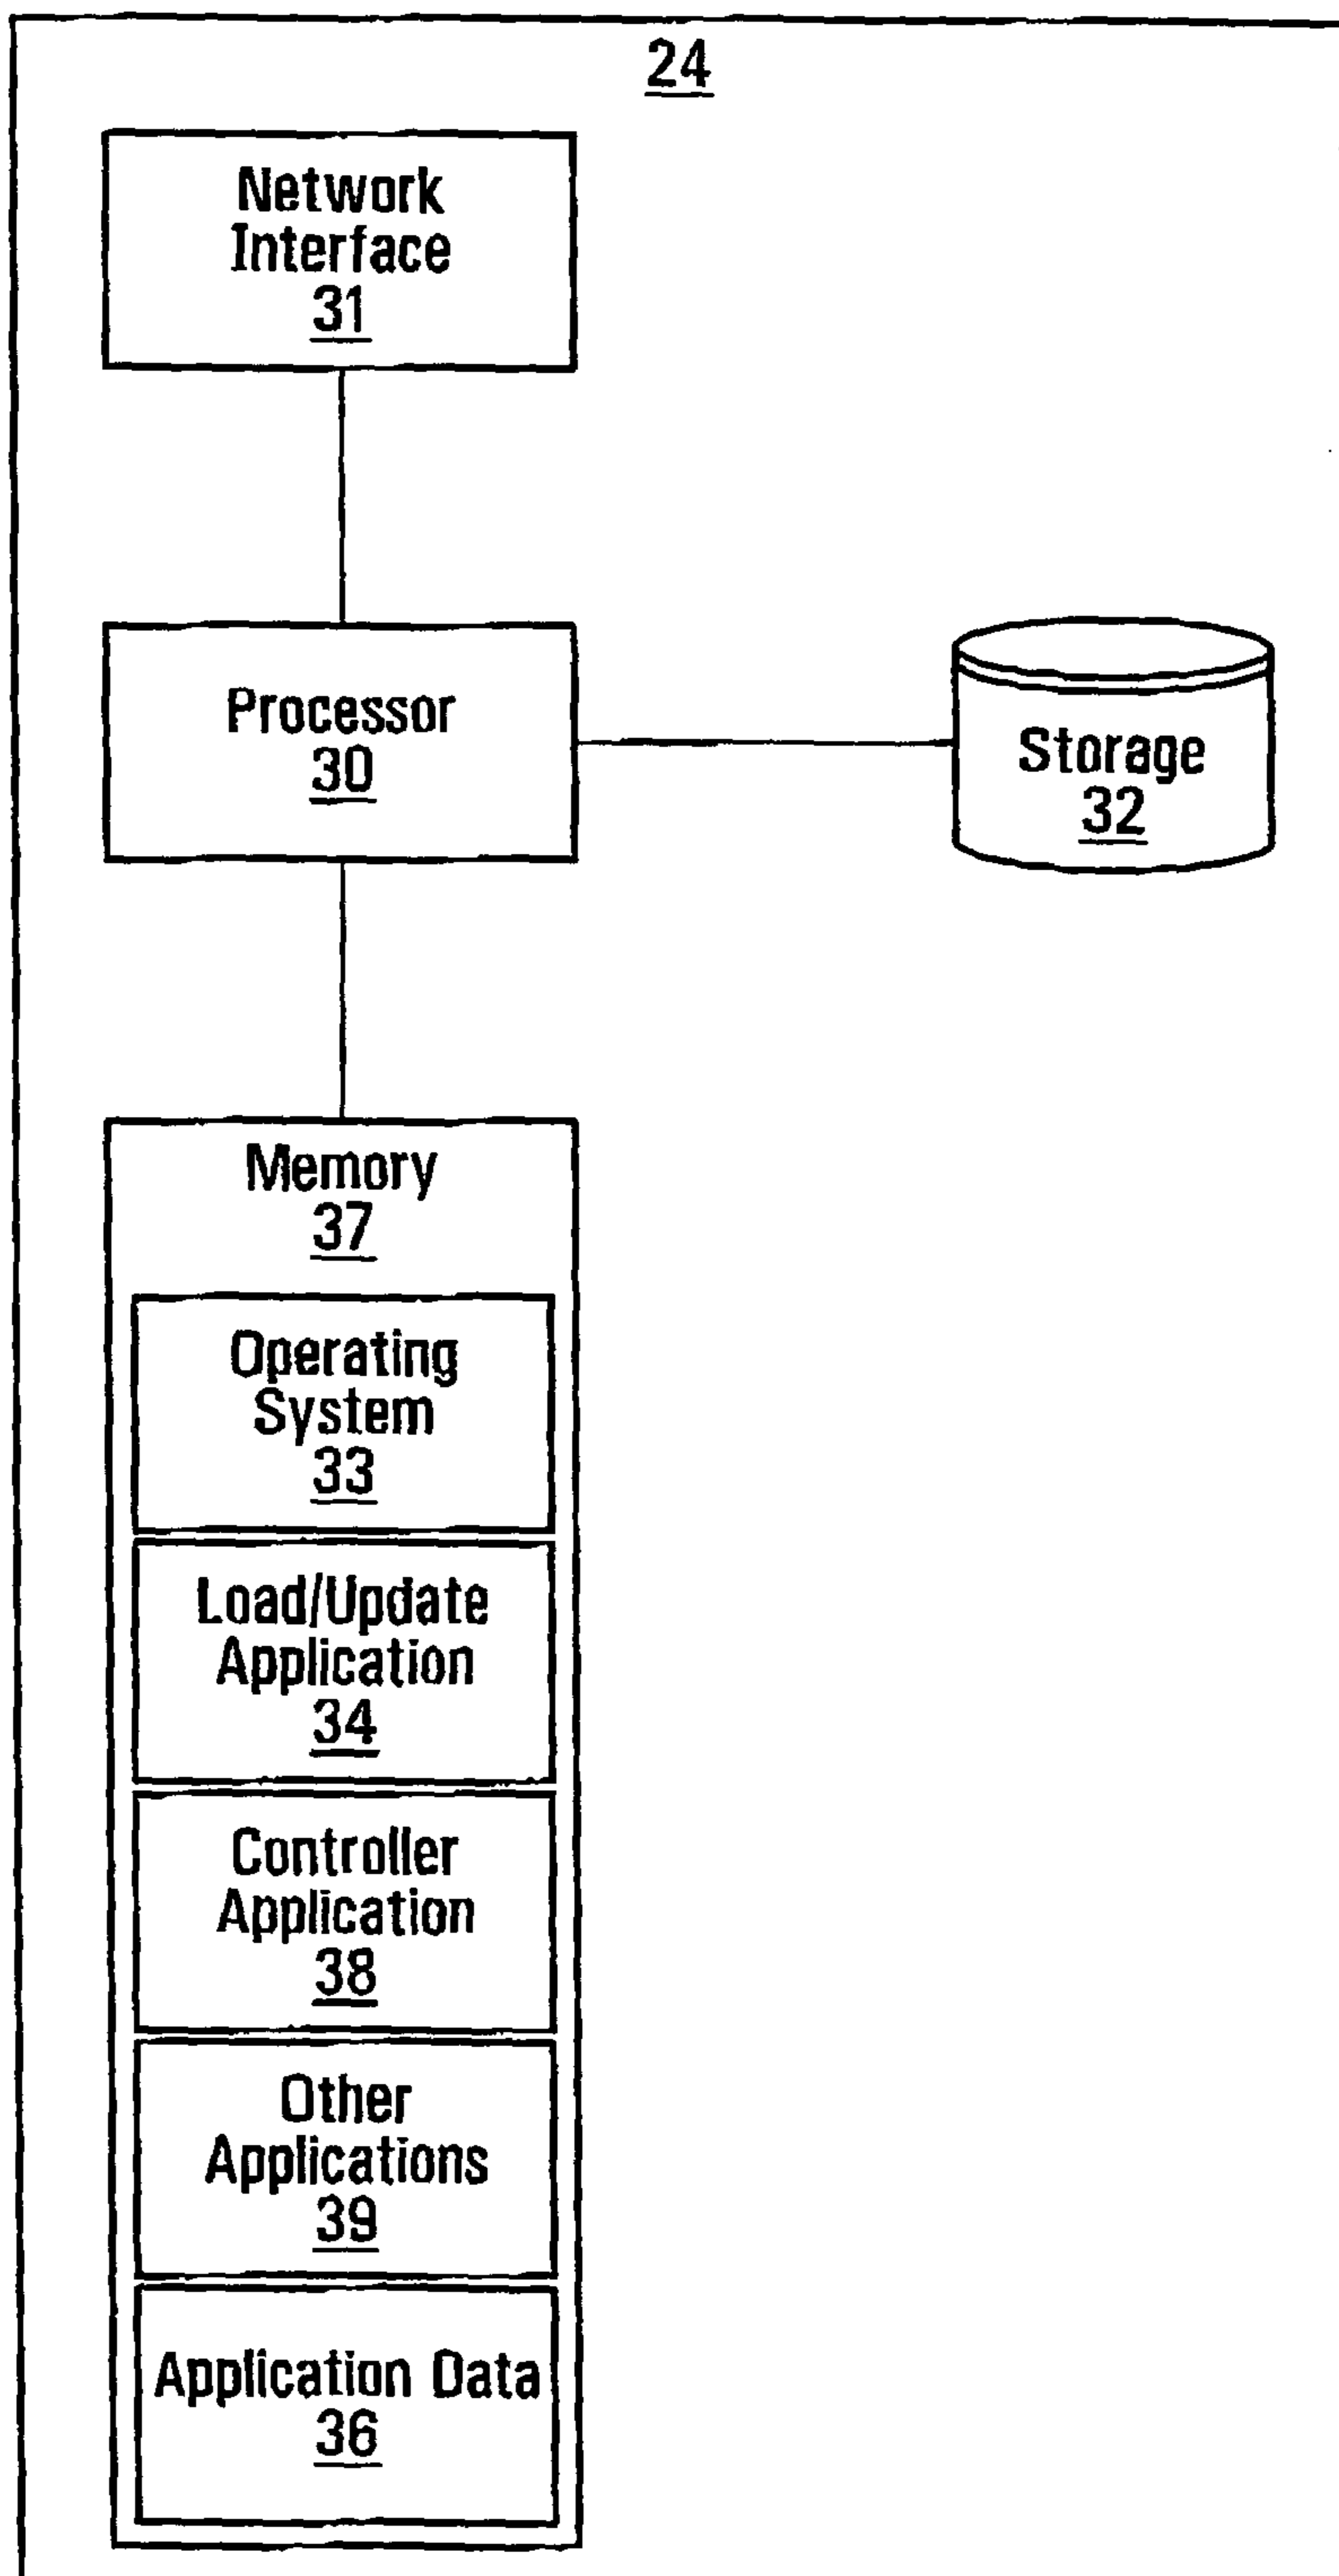 24
Network
Interface
31
Processor
30
Storage
32
Memory
37
Operating
System
33
Load/Update
Application
34
Controller
Application
38
Other
Applications
39
Application Data
36